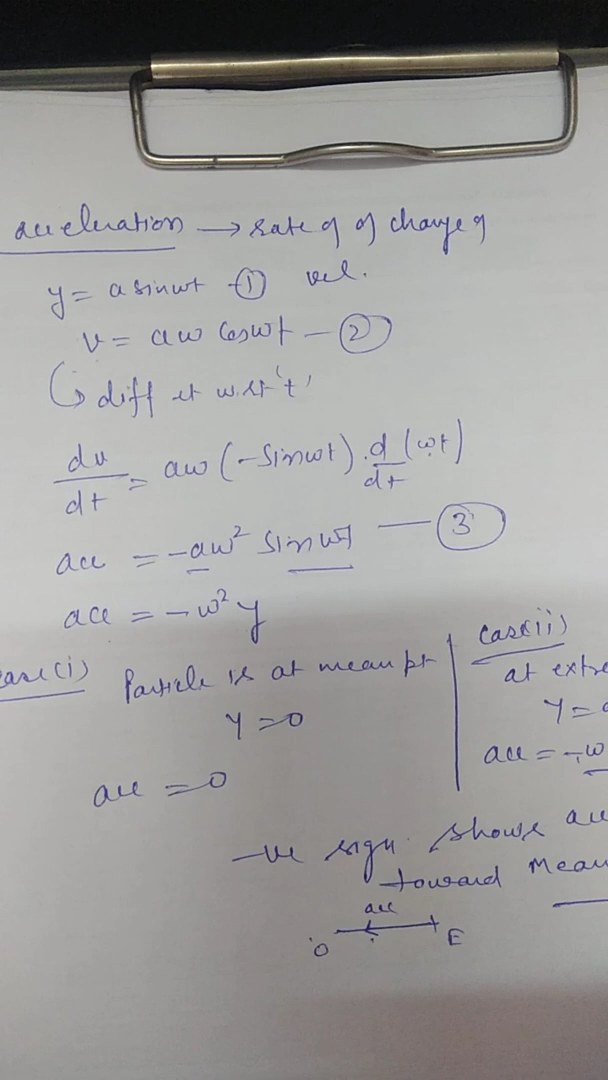 acceleration → rate of of change of
y = a sinωt - ① vel.
v = aω Cosωt - ②
↳ diff it w.r.t 't'
dv/dt = aω (-Sinωt) . d/dt (ωt)
acc = -aω² Sinωt — ③
acc = -ω² y
case(i) Particle is at mean pt
y = 0
acc = 0
case(ii)
at
y =
acc = -ω
-ve sign shows acc
toward Mean
acc
O E